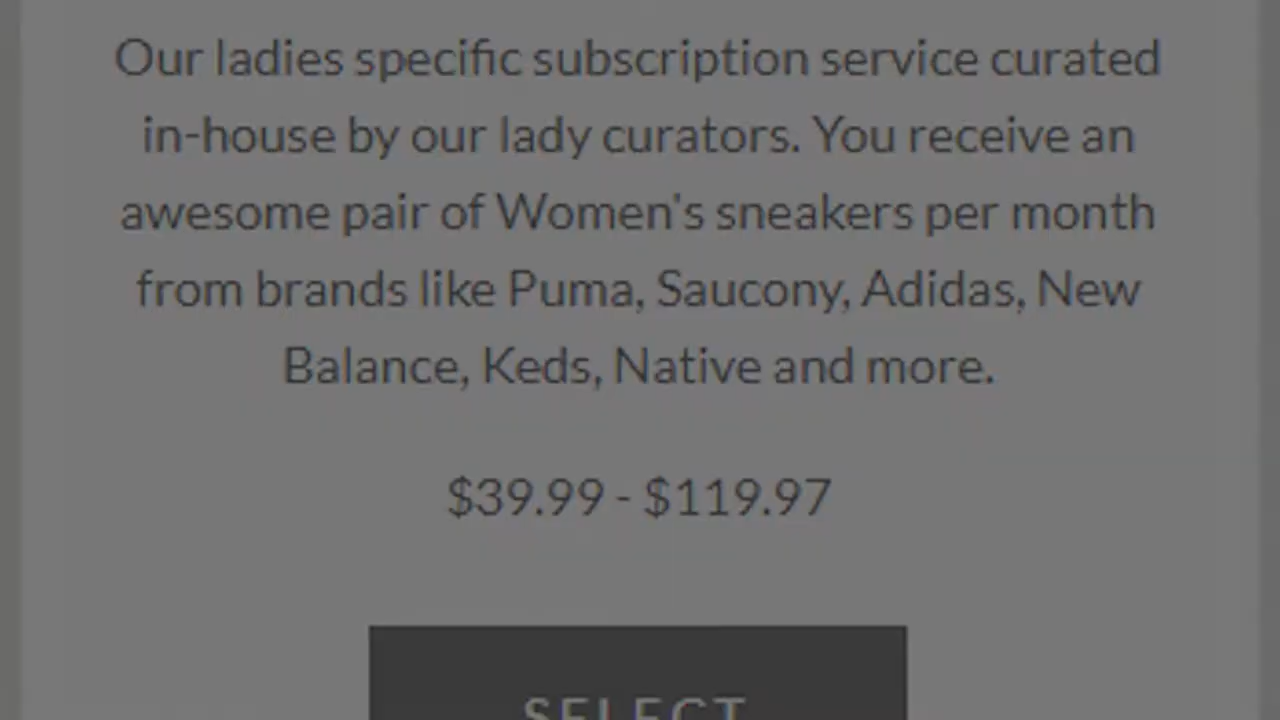 Our ladies specific subscription service curated
in-house by our lady curators. You receive an
awesome pair of Women's sneakers per month
from brands like Puma, Saucony, Adidas, New
Balance, Keds, Native and more.
$39.99 - $119.97
SELECT